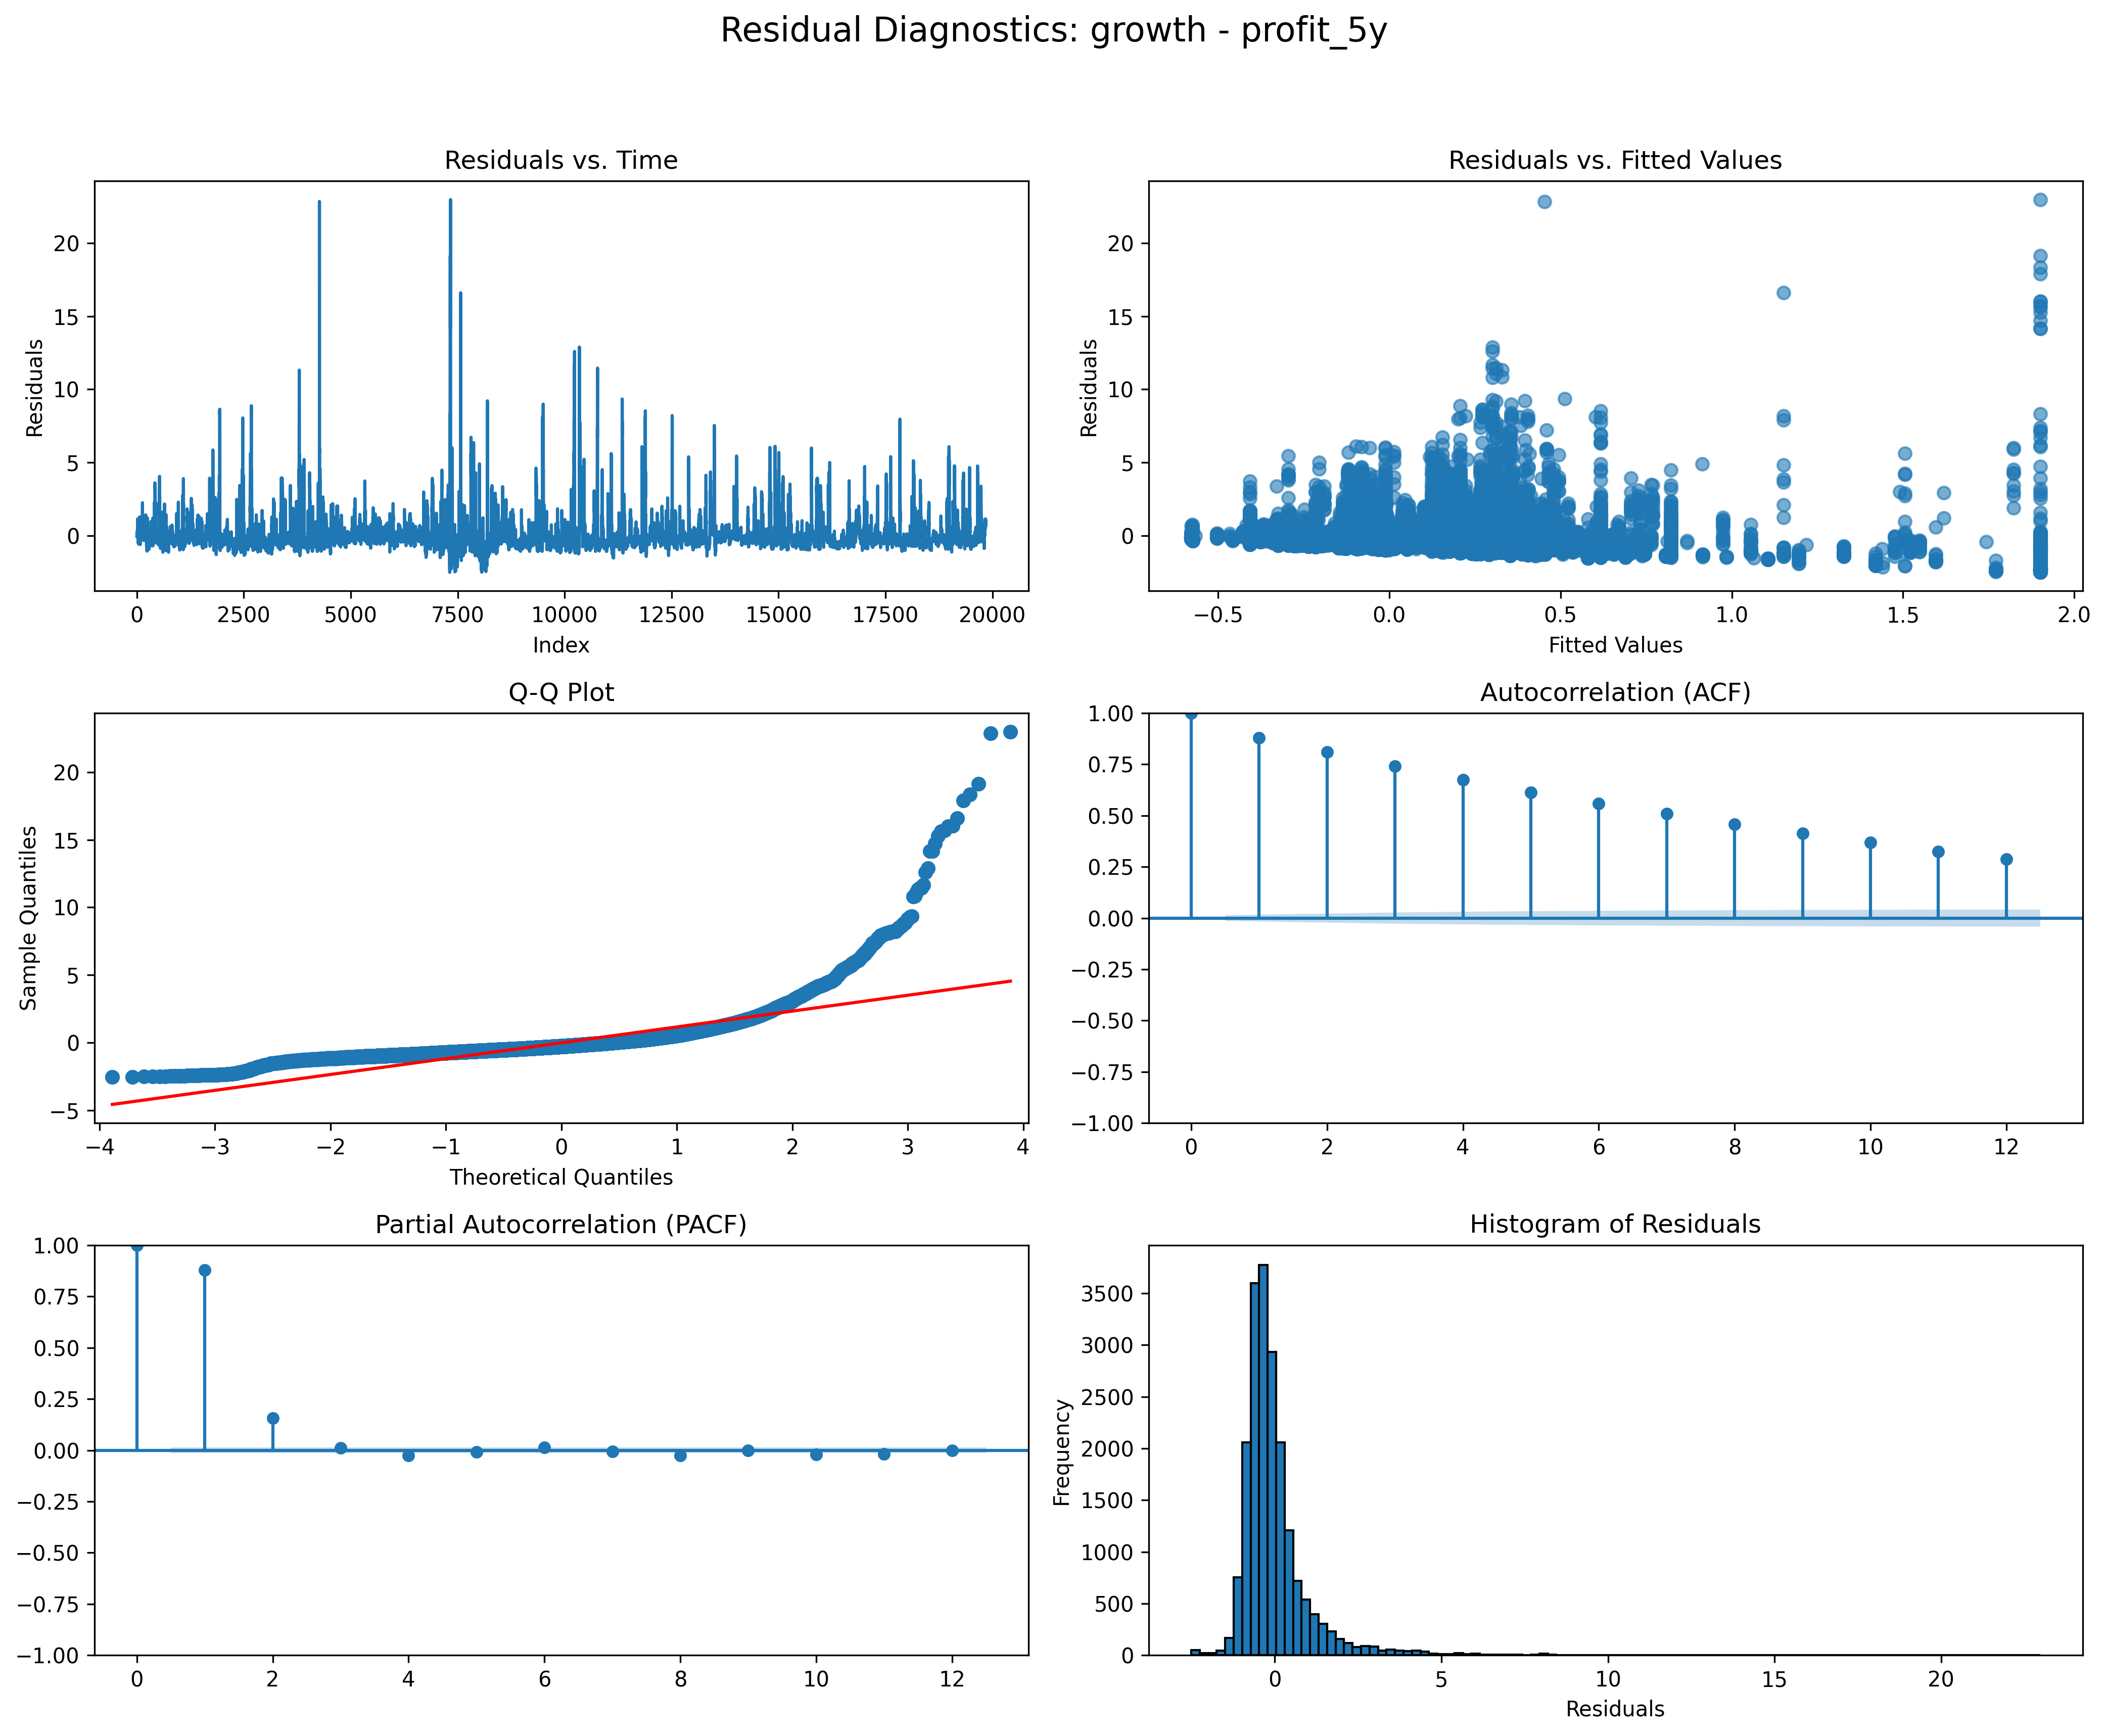 Residual Diagnostics: growth - profit_5y
Residuals vs. Time
Residuals
20
15
10
5
0
0 2500 5000 7500 10000 12500 15000 17500 20000
Index
Residuals vs. Fitted Values
Residuals
20
15
10
5
0
−0.5 0.0 0.5 1.0 1.5 2.0
Fitted Values
Q-Q Plot
Sample Quantiles
20
15
10
5
0
−5
−4 −3 −2 −1 0 1 2 3 4
Theoretical Quantiles
Autocorrelation (ACF)
1.00
0.75
0.50
0.25
0.00
−0.25
−0.50
−0.75
−1.00
0 2 4 6 8 10 12
Partial Autocorrelation (PACF)
1.00
0.75
0.50
0.25
0.00
−0.25
−0.50
−0.75
−1.00
0 2 4 6 8 10 12
Histogram of Residuals
Frequency
3500
3000
2500
2000
1500
1000
500
0
0 5 10 15 20
Residuals